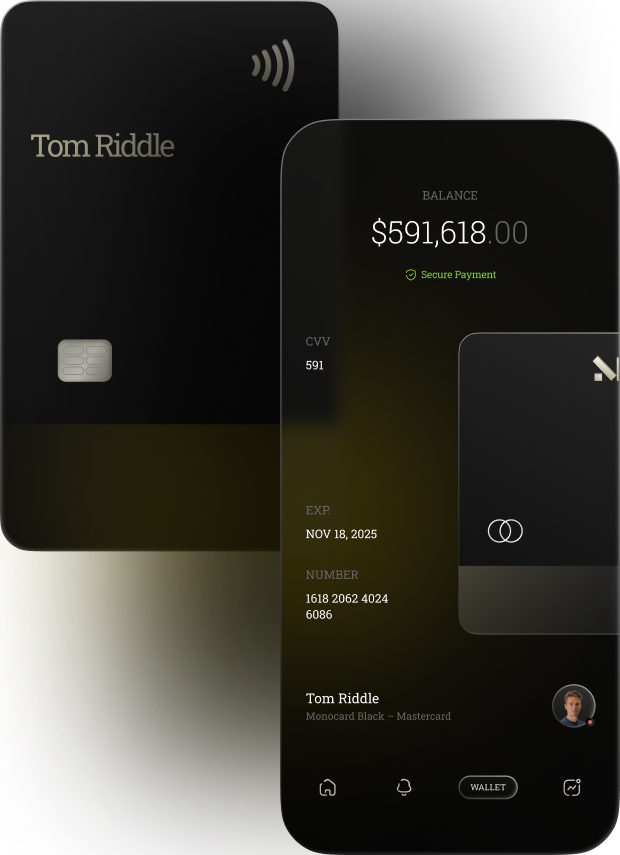 Tom Riddle
BALANCE
$591,618.00
Secure Payment
CVV
591
EXP.
NOV 18, 2025
NUMBER
1618 2062 4024
6086
Tom Riddle
Monocard Black – Mastercard
WALLET